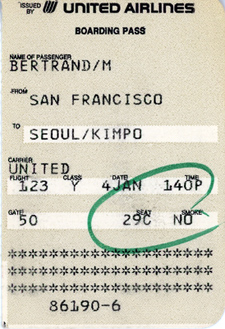 ISSUED BY UNITED AIRLINES
BOARDING PASS
NAME OF PASSENGER
BERTRAND/M
FROM
SAN FRANCISCO
TO SEOUL/KIMPO
CARRIER
UNITED
FLIGHT CLASS DATE TIME
123 Y 4JAN 140P
GATE SEAT SMOKE
50 29C NO
✲✲✲✲✲✲✲✲✲✲✲✲✲✲✲✲✲✲
✲✲✲✲✲✲✲✲✲✲✲✲✲✲✲✲✲✲
✲✲✲✲✲✲✲✲✲✲✲✲✲✲✲✲✲✲
86190-6